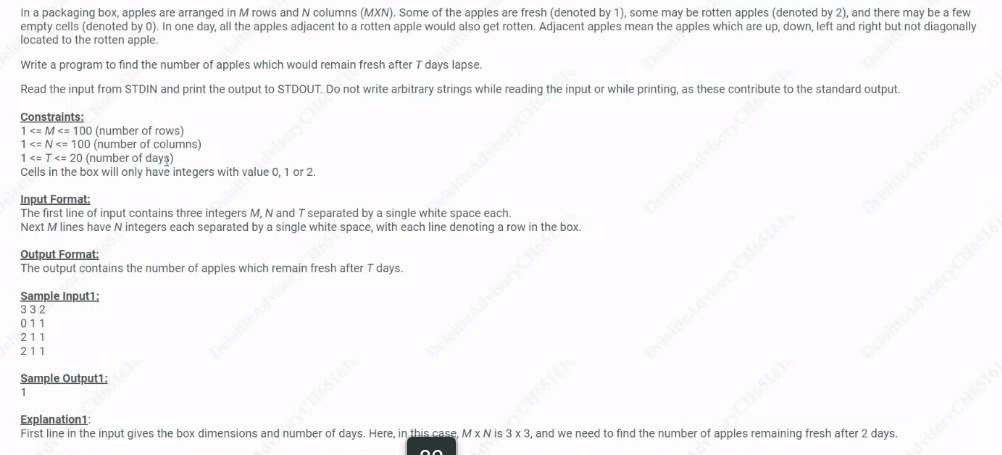 In a packaging box, apples are arranged in M rows and N columns (MXN). Some of the apples are fresh (denoted by 1), some may be rotten apples (denoted by 2), and there may be a few
empty cells (denoted by 0). In one day, all the apples adjacent to a rotten apple would also get rotten. Adjacent apples mean the apples which are up, down, left and right but not diagonally
located to the rotten apple.
Write a program to find the number of apples which would remain fresh after T days lapse.
Read the input from STDIN and print the output to STDOUT. Do not write arbitrary strings while reading the input or while printing, as these contribute to the standard output.
Constraints:
1 <= M <= 100 (number of rows)
1 <= N <= 100 (number of columns)
1 <= T <= 20 (number of days)
Cells in the box will only have integers with value 0, 1 or 2.
Input Format:
The first line of input contains three integers M, N and T separated by a single white space each.
Next M lines have N integers each separated by a single white space, with each line denoting a row in the box.
Output Format:
The output contains the number of apples which remain fresh after T days.
Sample Input1:
3 3 2
0 1 1
2 1 1
2 1 1
Sample Output1:
1
Explanation1:
First line in the input gives the box dimensions and number of days. Here, in this case, M x N is 3 x 3, and we need to find the number of apples remaining fresh after 2 days.